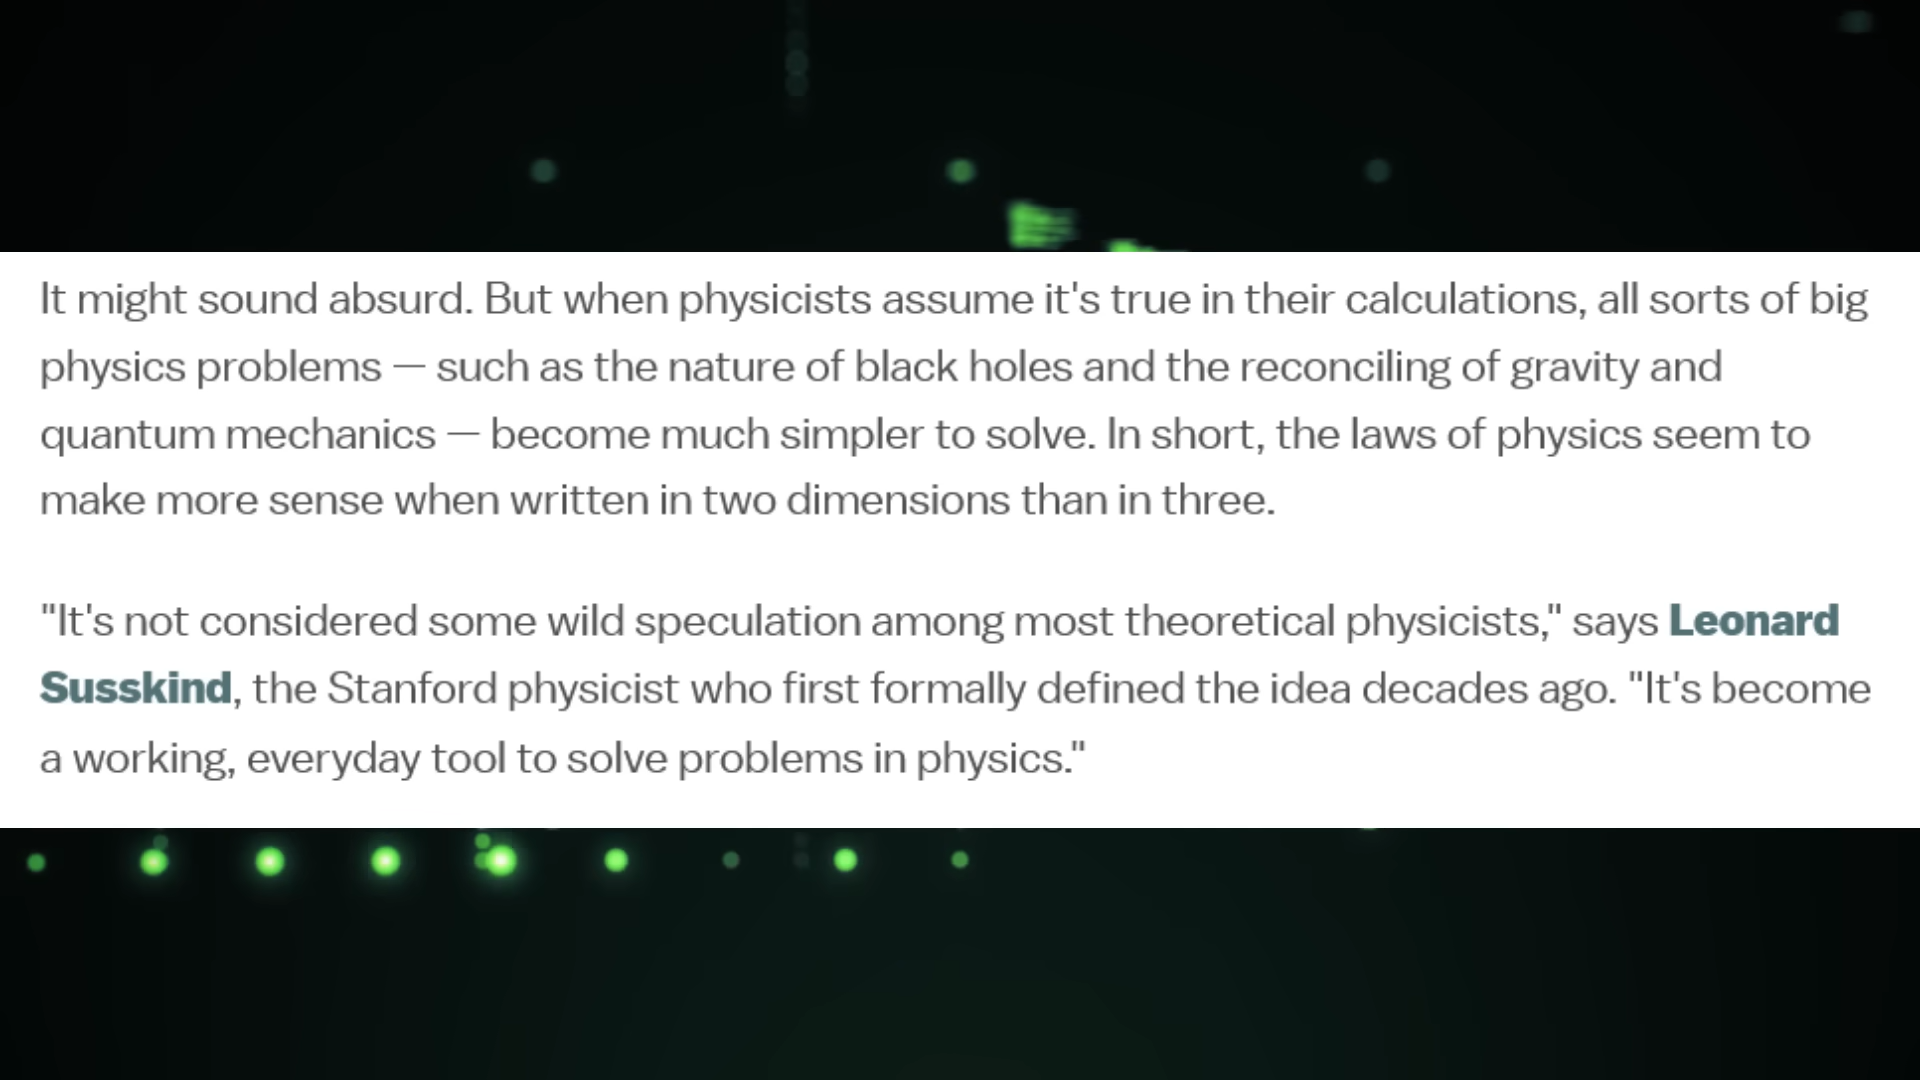 It might sound absurd. But when physicists assume it's true in their calculations, all sorts of big
physics problems — such as the nature of black holes and the reconciling of gravity and
quantum mechanics — become much simpler to solve. In short, the laws of physics seem to
make more sense when written in two dimensions than in three.
"It's not considered some wild speculation among most theoretical physicists," says Leonard
Susskind, the Stanford physicist who first formally defined the idea decades ago. "It's become
a working, everyday tool to solve problems in physics."